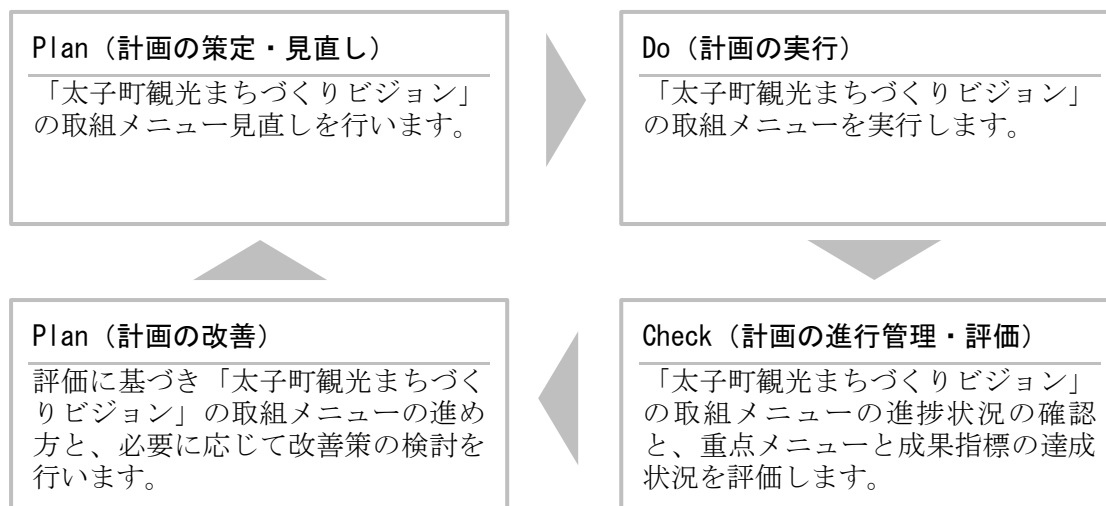 Plan（計画の策定・見直し）
「太子町観光まちづくりビジョン」
の取組メニュー見直しを行います。
Do（計画の実行）
「太子町観光まちづくりビジョン」
の取組メニューを実行します。
Plan（計画の改善）
評価に基づき「太子町観光まちづく
りビジョン」の取組メニューの進め
方と、必要に応じて改善策の検討を
行います。
Check（計画の進行管理・評価）
「太子町観光まちづくりビジョン」
の取組メニューの進捗状況の確認
と、重点メニューと成果指標の達成
状況を評価します。